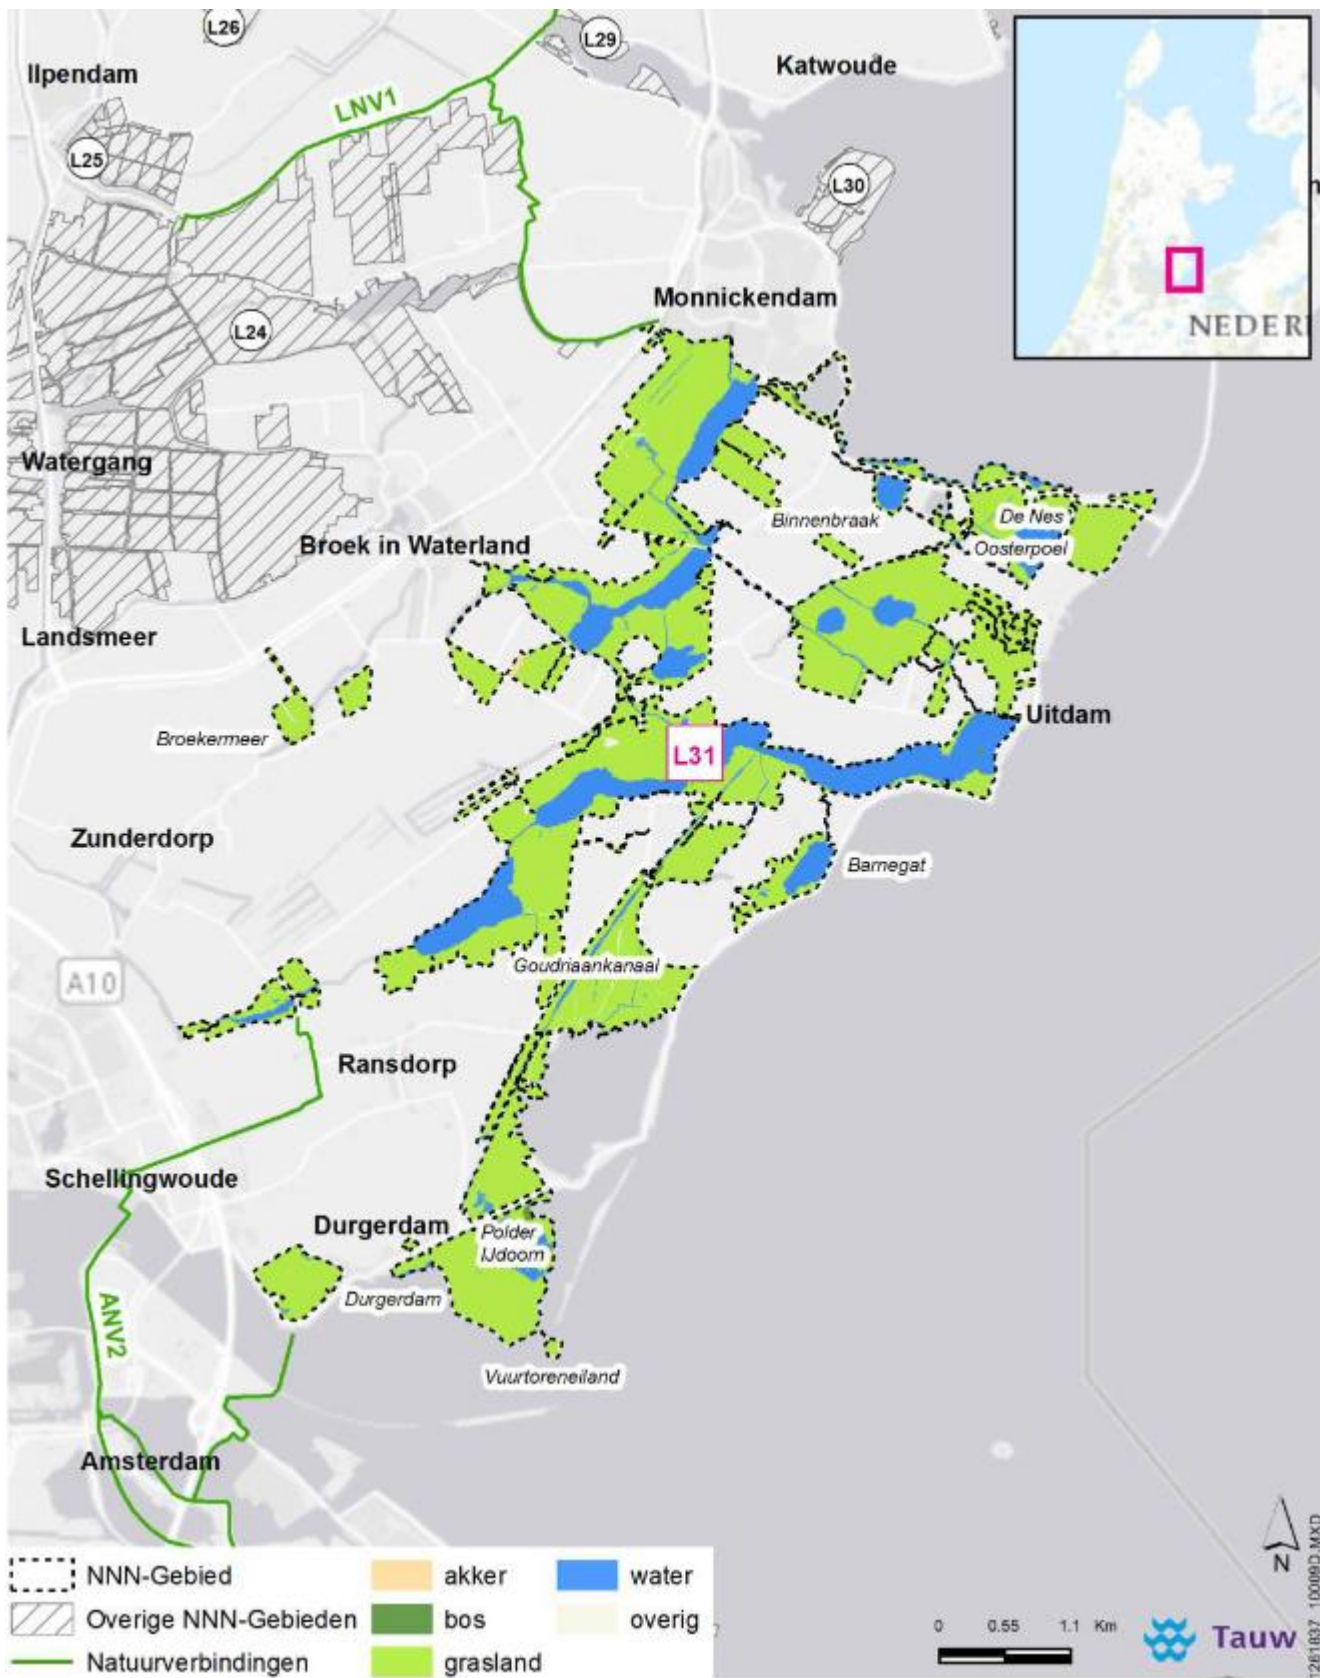 L26
L29
Ilpendam
Katwoude
LNV1
L25
L30
NEDERI
L24
Monnickendam
Watergang
Binnenbraak
De Nes
Oosterpoel
Broek in Waterland
Landsmeer
Broekermeer
L31
Uitdam
Zunderdorp
Barnegat
Goudriaankanaal
A10
Ransdorp
Schellingwoude
Durgerdam
Polder
IJdoorn
Durgerdam
ANV2
Vuurtoreneiland
Amsterdam
N
NNN-Gebied
akker
water
Overige NNN-Gebieden
bos
overig
Natuurverbindingen
grasland
0 0.55 1.1 Km
Tauw